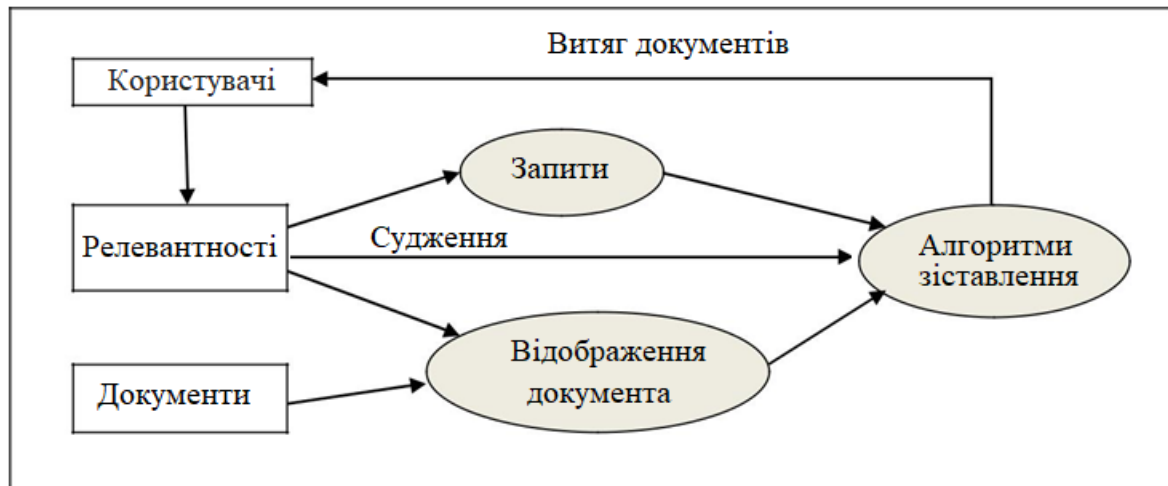 Витяг документів
Користувачі
Запити
Релевантності
Судження
Алгоритми
зіставлення
Відображення
документа
Документи